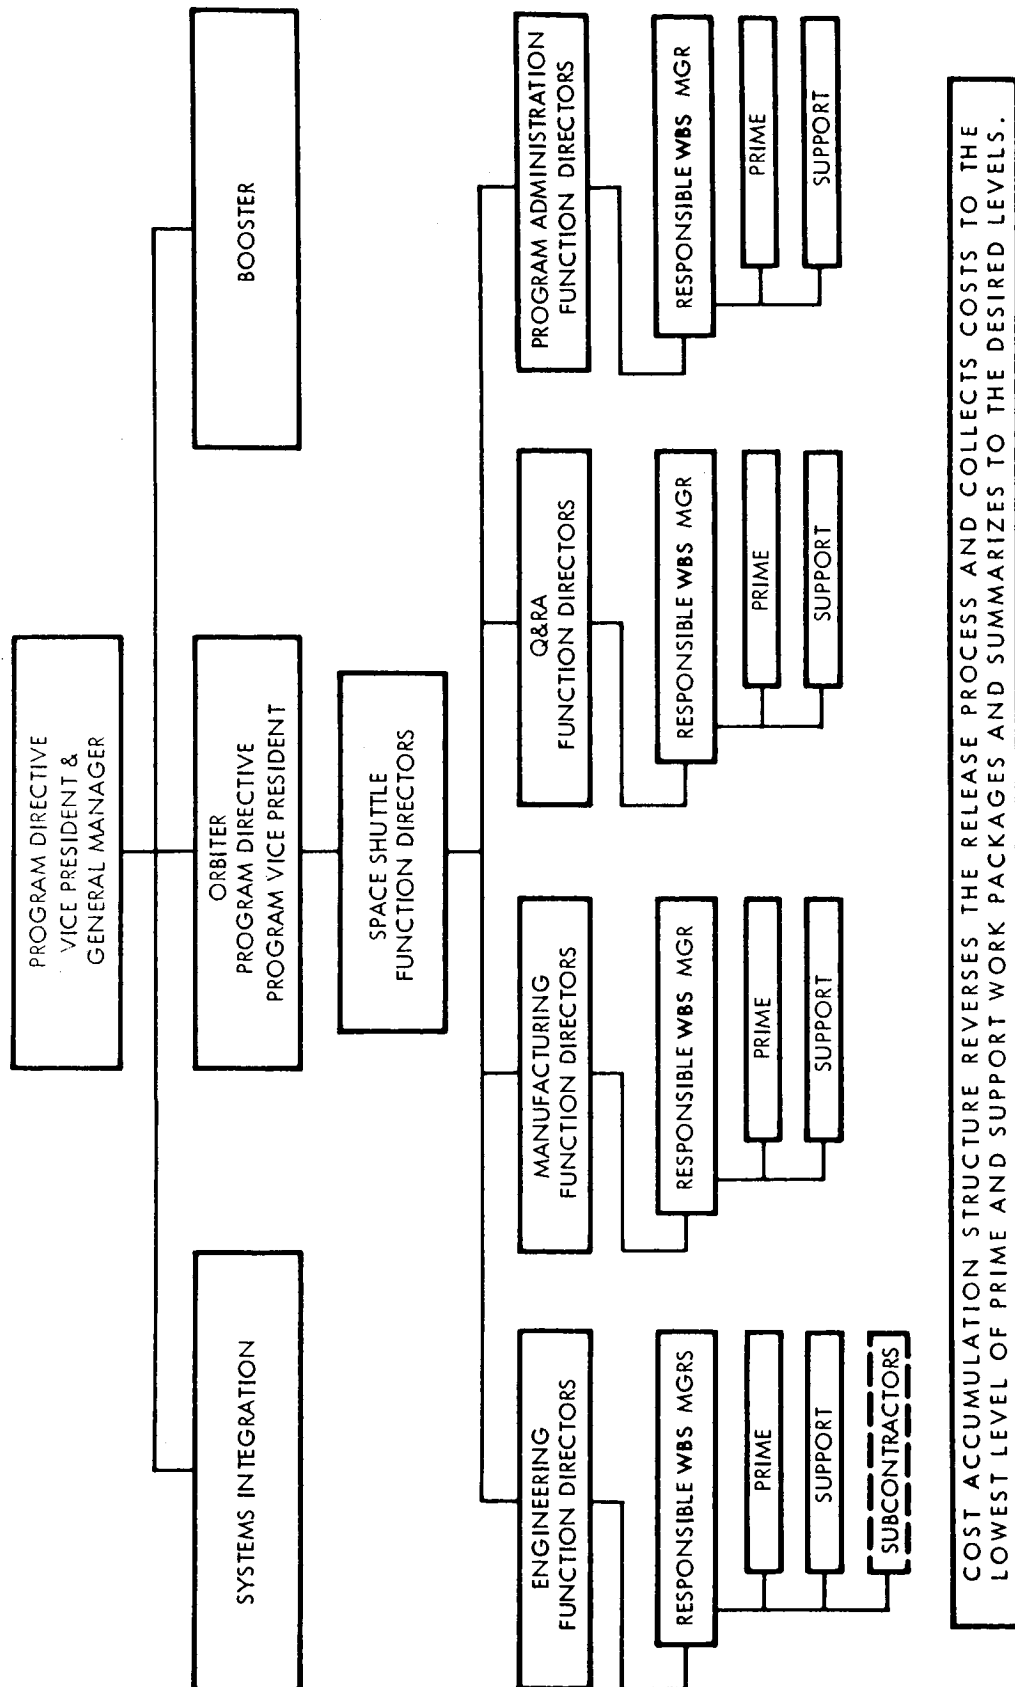 PROGRAM DIRECTIVE
VICE PRESIDENT &
GENERAL MANAGER
SYSTEMS INTEGRATION
ORBITER
PROGRAM DIRECTIVE
PROGRAM VICE PRESIDENT
BOOSTER
SPACE SHUTTLE
FUNCTION DIRECTORS
ENGINEERING
FUNCTION DIRECTORS
MANUFACTURING
FUNCTION DIRECTORS
Q&RA
FUNCTION DIRECTORS
PROGRAM ADMINISTRATION
FUNCTION DIRECTORS
RESPONSIBLE WBS MGRS
RESPONSIBLE WBS MGR
RESPONSIBLE WBS MGR
RESPONSIBLE WBS MGR
PRIME
PRIME
PRIME
PRIME
SUPPORT
SUPPORT
SUPPORT
SUPPORT
SUBCONTRACTORS
COST ACCUMULATION STRUCTURE REVERSES THE RELEASE PROCESS AND COLLECTS COSTS TO THE
LOWEST LEVEL OF PRIME AND SUPPORT WORK PACKAGES AND SUMMARIZES TO THE DESIRED LEVELS.